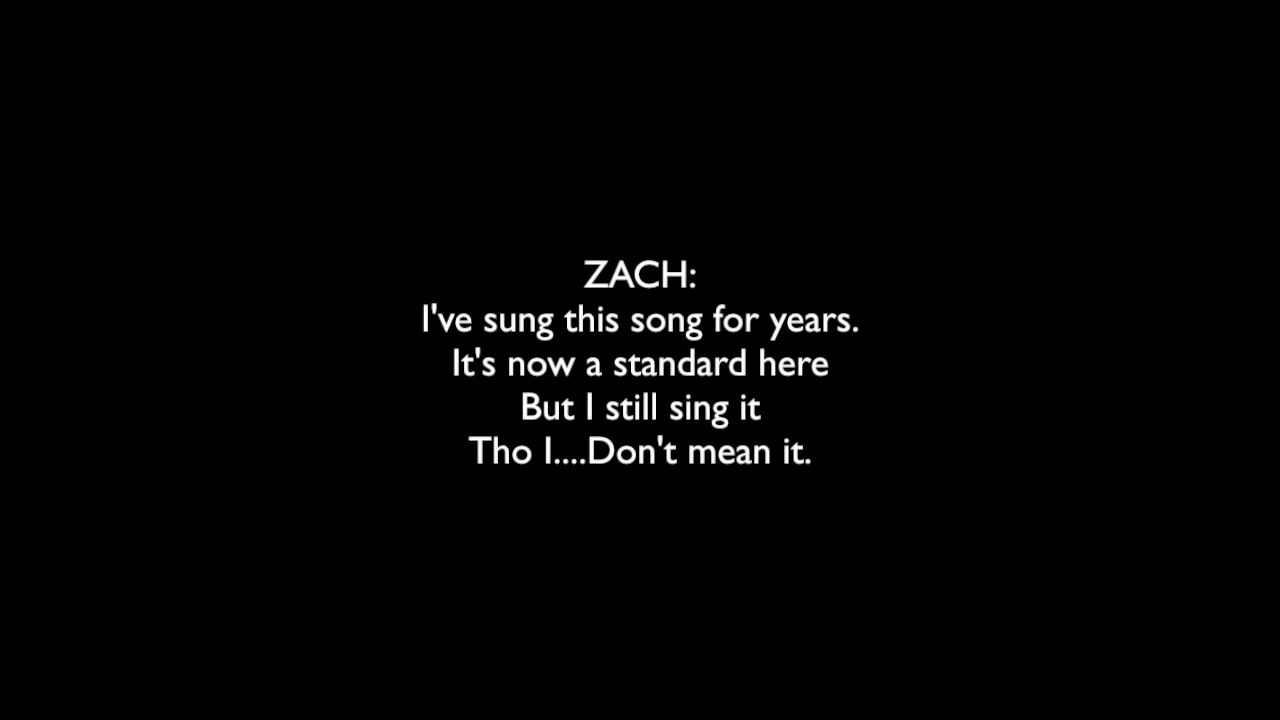 ZACH:
I've sung this song for years.
It's now a standard here
But I still sing it
Tho I....Don't mean it.